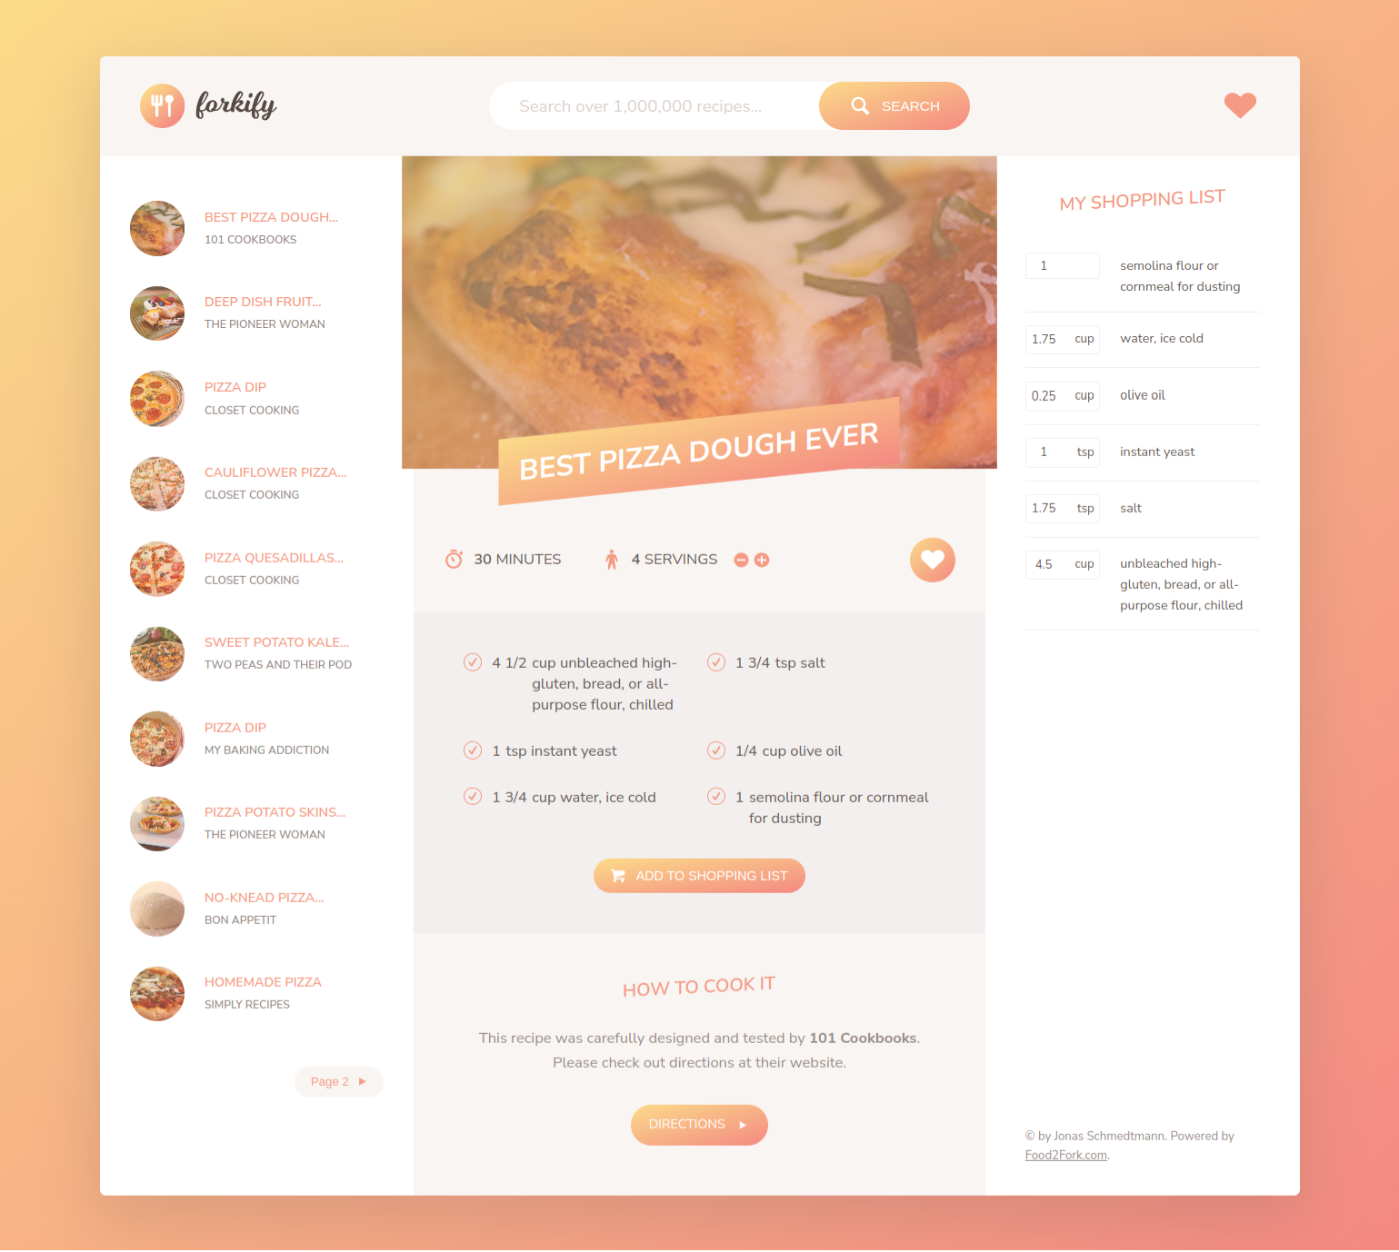 forkify
Search over 1,000,000 recipes...
SEARCH
BEST PIZZA DOUGH...
101 COOKBOOKS
DEEP DISH FRUIT...
THE PIONEER WOMAN
PIZZA DIP
CLOSET COOKING
CAULIFLOWER PIZZA...
CLOSET COOKING
PIZZA QUESADILLAS...
CLOSET COOKING
SWEET POTATO KALE...
TWO PEAS AND THEIR POD
PIZZA DIP
MY BAKING ADDICTION
PIZZA POTATO SKINS...
THE PIONEER WOMAN
NO-KNEAD PIZZA...
BON APPETIT
HOMEMADE PIZZA
SIMPLY RECIPES
Page 2
BEST PIZZA DOUGH EVER
30 MINUTES
4 SERVINGS
4 1/2 cup unbleached high-
gluten, bread, or all-
purpose flour, chilled
1 3/4 tsp salt
1 tsp instant yeast
1/4 cup olive oil
1 3/4 cup water, ice cold
1 semolina flour or cornmeal
for dusting
ADD TO SHOPPING LIST
HOW TO COOK IT
This recipe was carefully designed and tested by 101 Cookbooks.
Please check out directions at their website.
DIRECTIONS
MY SHOPPING LIST
1 semolina flour or
cornmeal for dusting
1.75 cup water, ice cold
0.25 cup olive oil
1 tsp instant yeast
1.75 tsp salt
4.5 cup unbleached high-
gluten, bread, or all-
purpose flour, chilled
© by Jonas Schmedtmann. Powered by
Food2Fork.com.